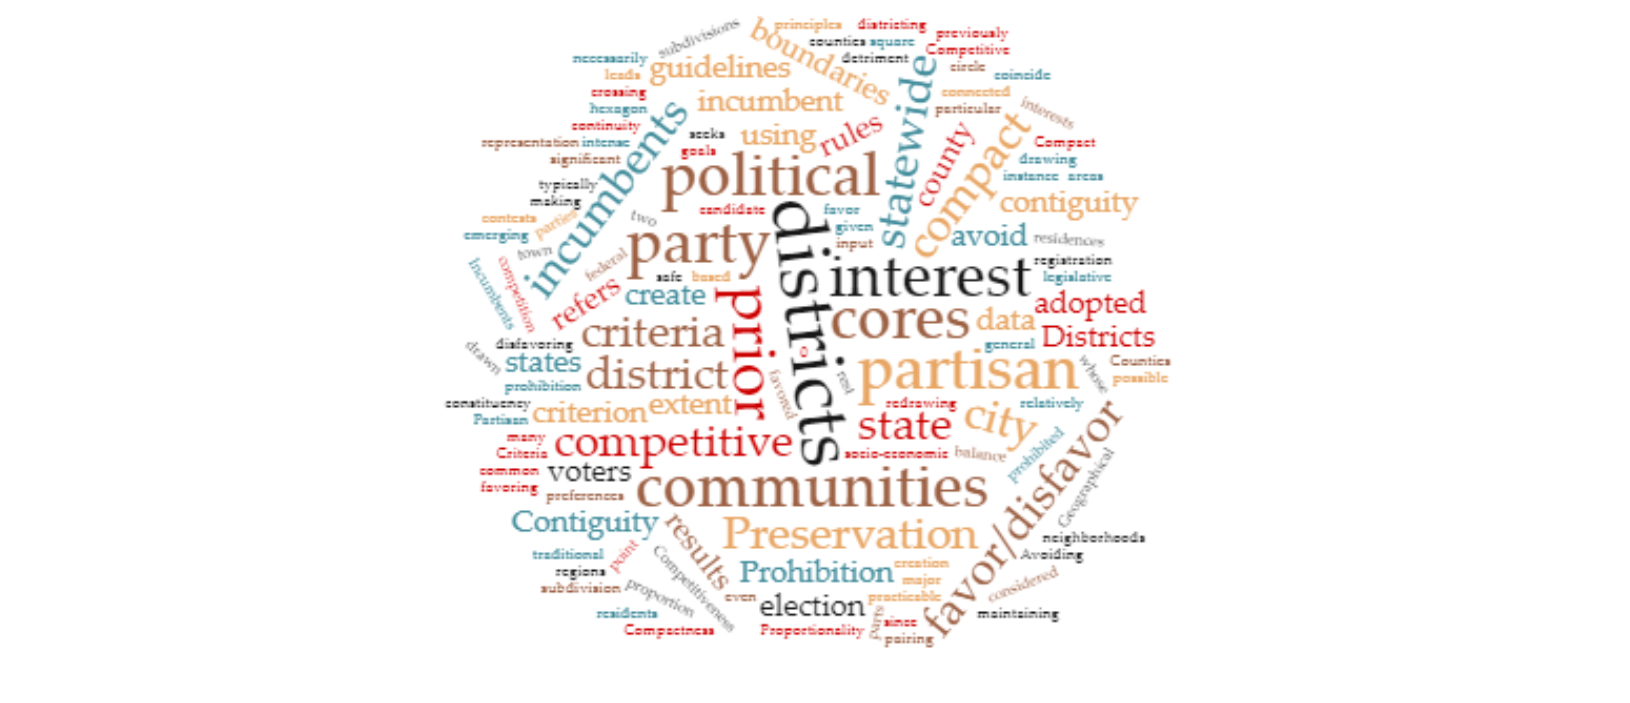 principles
districting
subdivisions
boundaries
counties
square
previously
Competitive
necessarily
guidelines
detriment
circle
leads
statewide
coincide
crossing
incumbent
connected
hexagon
incumbents
particular
interests
continuity
seeks
using
rules
county
compact
representation
intense
goals
Compact
significant
political
drawing
typically
instance
areas
making
candidate
favor
contiguity
contests
parties
two
districts
given
emerging
town
party
input
avoid
residences
federal
safe
based
interest
registration
Incumbents
competition
refers
create
prior
legislative
cores
data
adopted
criteria
general
Districts
disfavoring
drawn
states
district
favored
rest
partisan
whose
Counties
possible
prohibition
constituency
criterion
extent
redrawing
city
relatively
Partisan
state
favor/disfavor
many
competitive
Criteria
socio-economic
balance
prohibited
common
voters
communities
Geographical
favoring
preferences
Contiguity
results
Preservation
neighborhoods
traditional
point
Competitiveness
Prohibition
creation
Avoiding
regions
major
considered
subdivision
proportion
even
election
practicable
residents
parts
since
maintaining
Compactness
Proportionality
pairing